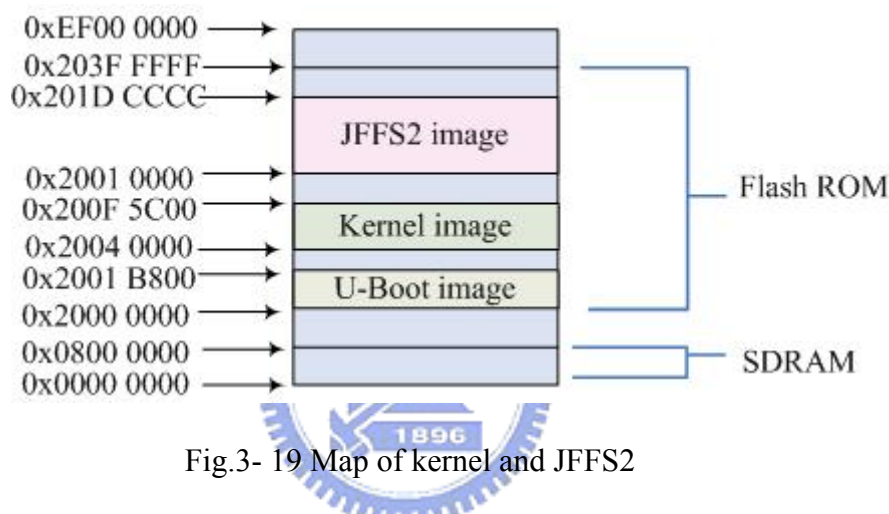 0xEF00 0000
0x203F FFFF
0x201D CCCC
JFFS2 image
0x2001 0000
Flash ROM
0x200F 5C00
Kernel image
0x2004 0000
0x2001 B800
U-Boot image
0x2000 0000
0x0800 0000
SDRAM
0x0000 0000
1896
Fig.3- 19 Map of kernel and JFFS2